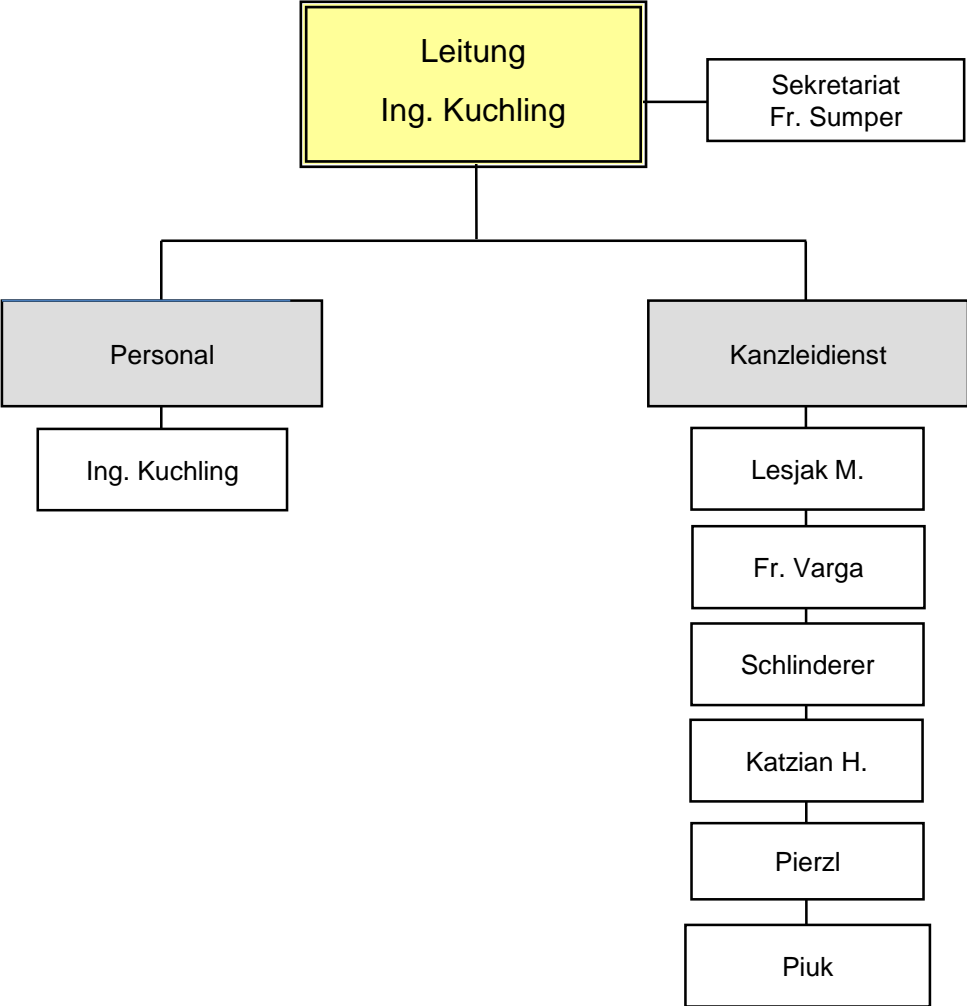 Leitung
Ing. Kuchling
Sekretariat
Fr. Sumper
Personal
Kanzleidienst
Ing. Kuchling
Lesjak M.
Fr. Varga
Schlinderer
Katzian H.
Pierzl
Piuk